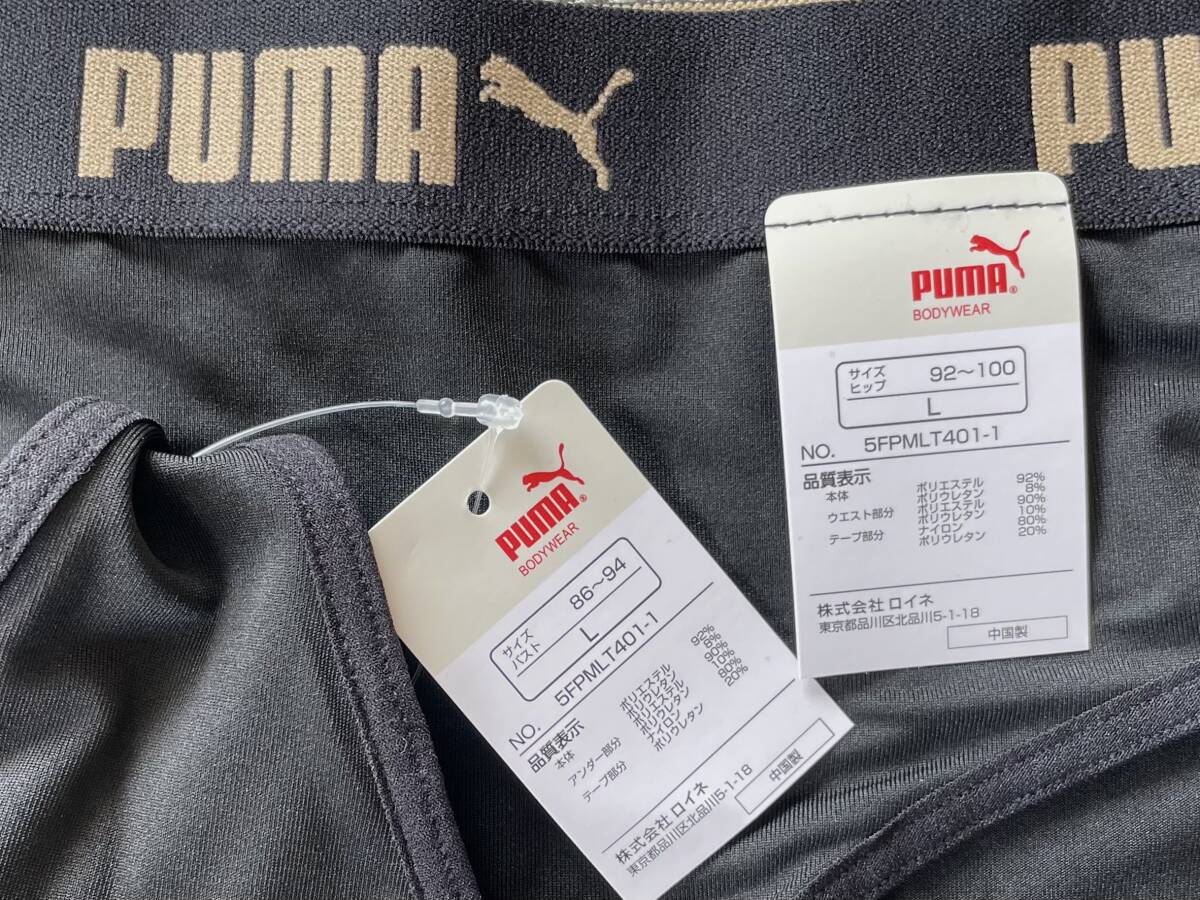 PUMA
PU
PUMA®
BODYWEAR
サイズ
ヒップ
92～100
L
NO. 5FPMLT401-1
品質表示
本体 ポリエステル 92%
ポリウレタン 8%
ウエスト部分 ポリエステル 90%
ポリウレタン 10%
テープ部分 ナイロン 80%
ポリウレタン 20%
株式会社 ロイネ
東京都品川区北品川5-1-18
中国製
PUMA®
BODYWEAR
サイズ
バスト
86～94
L
NO. 5FPMLT401-1
品質表示
本体 ポリエステル 92%
ポリウレタン 8%
アンダー部分 ポリエステル 90%
ポリウレタン 10%
テープ部分 ナイロン 80%
ポリウレタン 20%
株式会社 ロイネ
東京都品川区北品川5-1-18
中国製